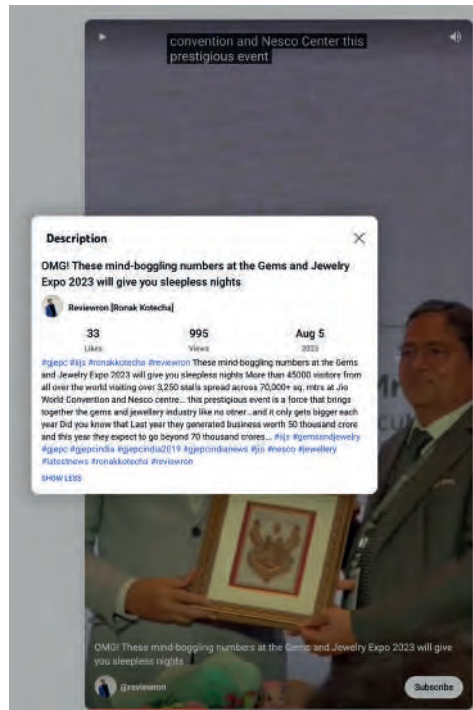 convention and Nesco Center this
prestigious event
Description
OMG! These mind-boggling numbers at the Gems and Jewelry
Expo 2023 will give you sleepless nights
Reviewron [Ronak Kotecha]
33
995
Aug 5
Likes
Views
2023
#gjepc #iijs #ronakkotecha #reviewron These mind boggling numbers at the Gems
and Jewelry Expo 2023 will give you sleepless nights More than 45000 visitors from
all over the world visiting over 3,250 stalls spread across 70,000+ sq. mtrs at Jio
World Convention and Nesco centre... this prestigious event is a force that brings
together the gems and jewellery industry like no other...and it only gets bigger each
year Did you know that Last year they generated business worth 50 thousand crore
and this year they expect to go beyond 70 thousand crores... #iijs #gemsandjewelry
#gjepc #gjepcindia #gjepcindia2019 #gjepcindianews #jio #nesco #jewellery
#latestnews #ronakkotecha #reviewron
SHOW LESS
OMG! These mind-boggling numbers at the Gems and Jewelry Expo 2023 will give
you sleepless nights
@reviewron
Subscribe